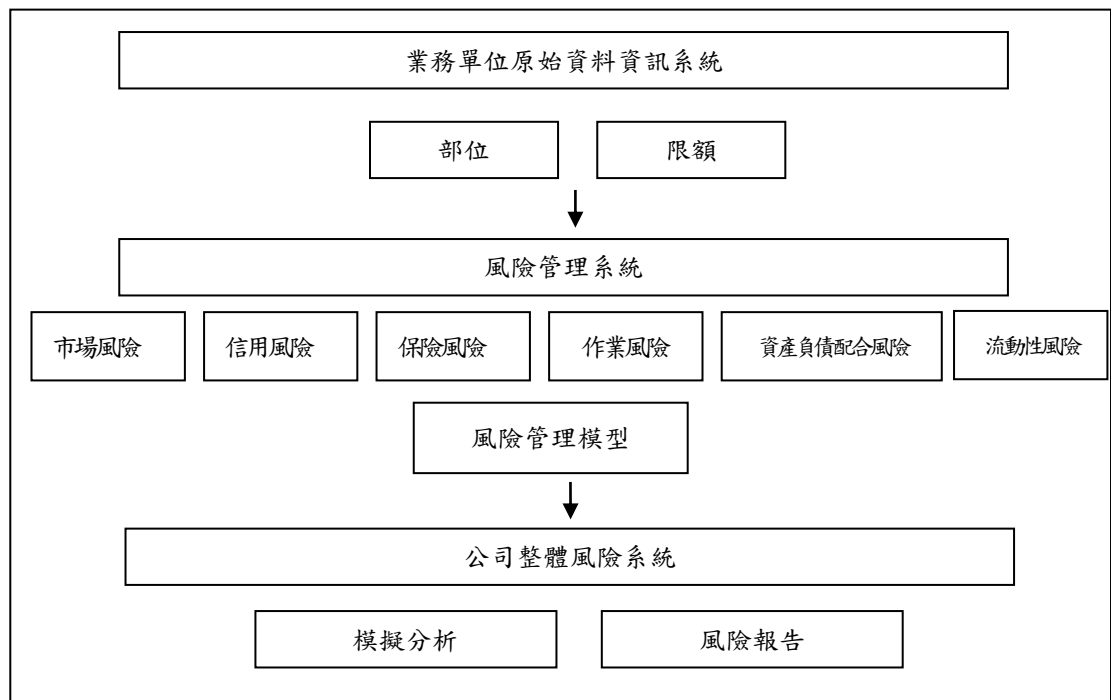 業務單位原始資料資訊系統
部位
限額
風險管理系統
市場風險
信用風險
保險風險
作業風險
資產負債配合風險
流動性風險
風險管理模型
公司整體風險系統
模擬分析
風險報告